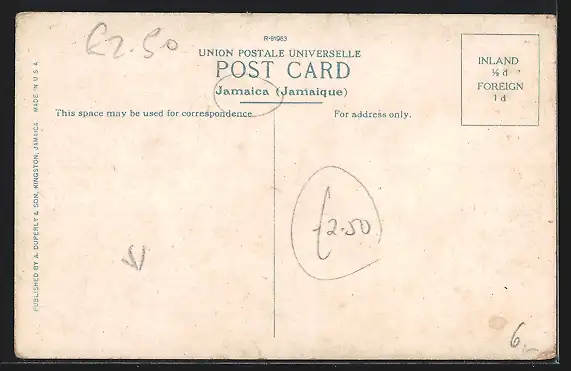 £2.50
R-91983
UNION POSTALE UNIVERSELLE
POST CARD
Jamaica (Jamaique)
This space may be used for correspondence
For address only.
INLAND
½ d
FOREIGN
1 d
PUBLISHED BY A. DUPERLY & SON, KINGSTON, JAMAICA. MADE IN U.S.A.
£2.50
6.-